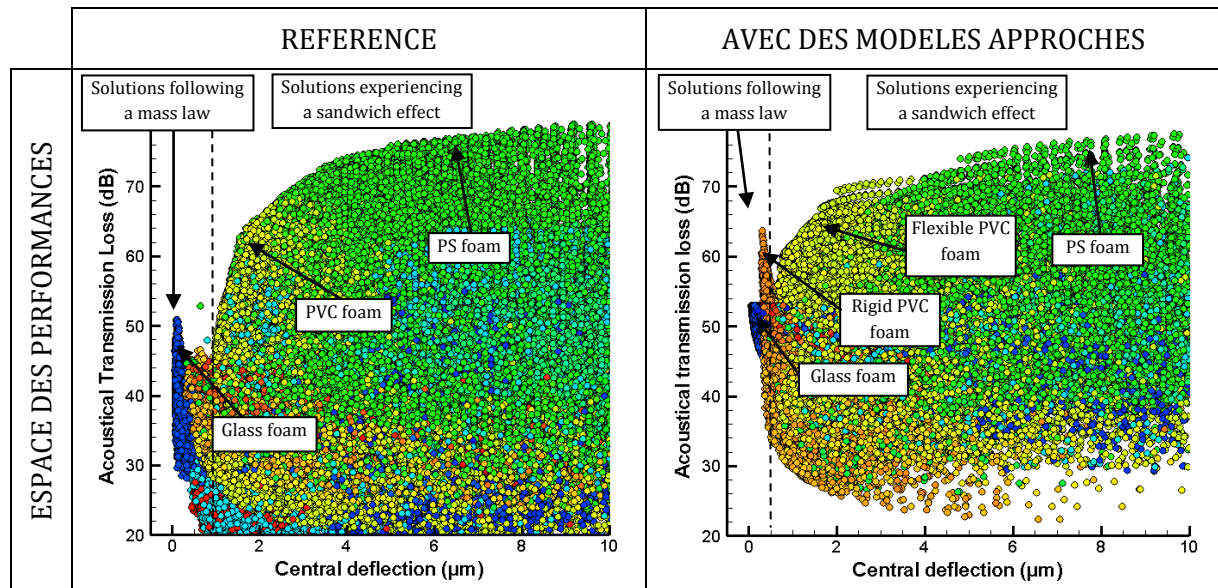 REFERENCE
AVEC DES MODELES APPROCHES
ESPACE DES PERFORMANCES
Solutions following
a mass law
Solutions experiencing
a sandwich effect
PS foam
PVC foam
Glass foam
Acoustical Transmission Loss (dB)
70
60
50
40
30
20
0
2
4
6
8
10
Central deflection (µm)
Solutions following
a mass law
Solutions experiencing
a sandwich effect
Flexible PVC
foam
PS foam
Rigid PVC
foam
Glass foam
Acoustical transmission loss (dB)
70
60
50
40
30
20
0
2
4
6
8
10
Central deflection (µm)